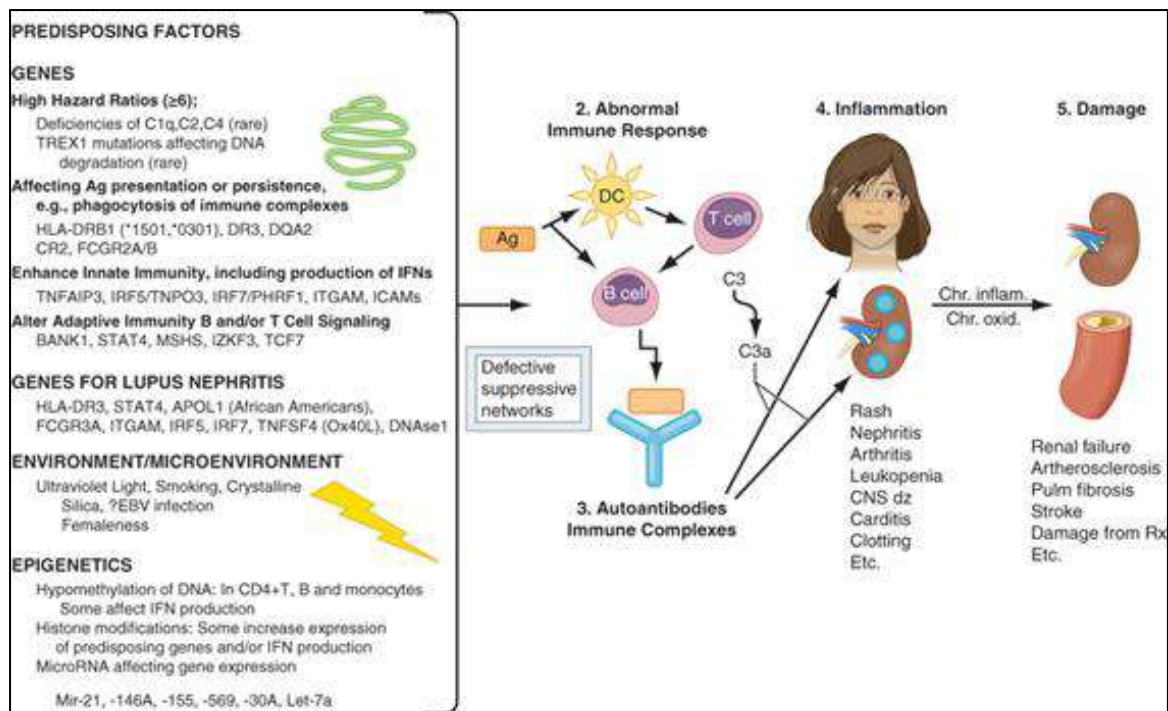 PREDISPOSING FACTORS
GENES
High Hazard Ratios (≥6);
Deficiencies of C1q,C2,C4 (rare)
TREX1 mutations affecting DNA
degradation (rare)
Affecting Ag presentation or persistence,
e.g., phagocytosis of immune complexes
HLA-DRB1 (*1501,*0301), DR3, DQA2
CR2, FCGR2A/B
Enhance Innate Immunity, including production of IFNs
TNFAIP3, IRF5/TNPO3, IRF7/PHRF1, ITGAM, ICAMs
Alter Adaptive Immunity B and/or T Cell Signaling
BANK1, STAT4, MSHS, IZKF3, TCF7
GENES FOR LUPUS NEPHRITIS
HLA-DR3, STAT4, APOL1 (African Americans),
FCGR3A, ITGAM, IRF5, IRF7, TNFSF4 (Ox40L), DNAse1
ENVIRONMENT/MICROENVIRONMENT
Ultraviolet Light, Smoking, Crystalline
Silica, ?EBV infection
Femaleness
EPIGENETICS
Hypomethylation of DNA: In CD4+T, B and monocytes
Some affect IFN production
Histone modifications: Some increase expression
of predisposing genes and/or IFN production
MicroRNA affecting gene expression
Mir-21, -146A, -155, -569, -30A, Let-7a
2. Abnormal
Immune Response
DC
T cell
Ag
B cell
C3
C3a
Defective
suppressive
networks
3. Autoantibodies
Immune Complexes
4. Inflammation
Rash
Nephritis
Arthritis
Leukopenia
CNS dz
Carditis
Clotting
Etc.
Chr. inflam.
Chr. oxid.
5. Damage
Renal failure
Artherosclerosis
Pulm fibrosis
Stroke
Damage from Rx
Etc.